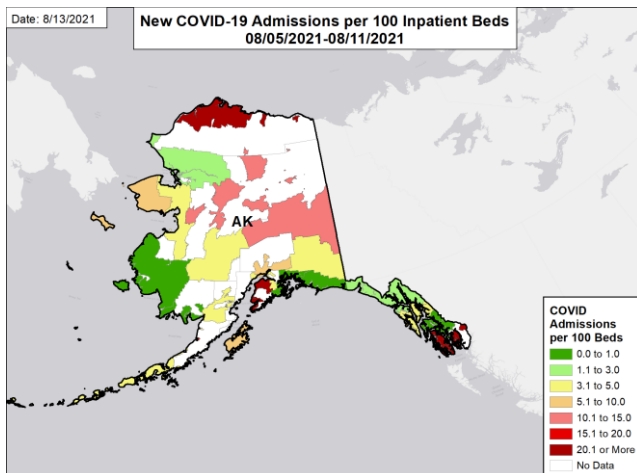 Date: 8/13/2021
New COVID-19 Admissions per 100 Inpatient Beds
08/05/2021-08/11/2021
AK
COVID
Admissions
per 100 Beds
0.0 to 1.0
1.1 to 3.0
3.1 to 5.0
5.1 to 10.0
10.1 to 15.0
15.1 to 20.0
20.1 or More
No Data